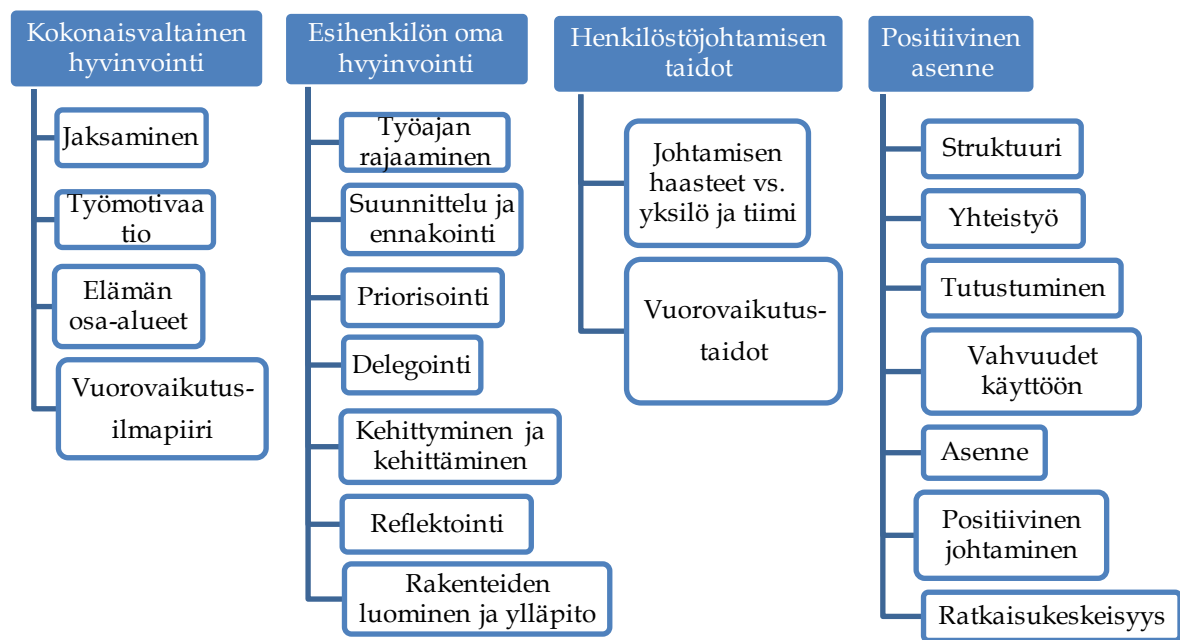 Kokonaisvaltainen
hyvinvointi
Jaksaminen
Työmotivaa
tio
Elämän
osa-alueet
Vuorovaikutus-
ilmapiiri
Esihenkilön oma
hvyinvointi
Työajan
rajaaminen
Suunnittelu ja
ennakointi
Priorisointi
Delegointi
Kehittyminen ja
kehittäminen
Reflektointi
Rakenteiden
luominen ja ylläpito
Henkilöstöjohtamisen
taidot
Johtamisen
haasteet vs.
yksilö ja tiimi
Vuorovaikutus-
taidot
Positiivinen
asenne
Struktuuri
Yhteistyö
Tutustuminen
Vahvuudet
käyttöön
Asenne
Positiivinen
johtaminen
Ratkaisukeskeisyys